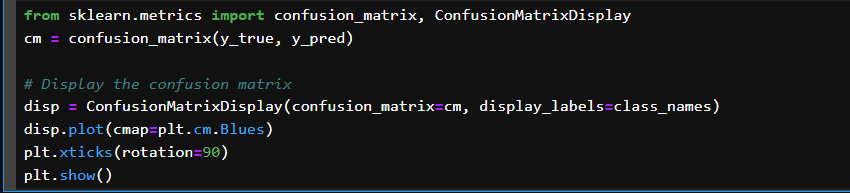 from sklearn.metrics import confusion_matrix, ConfusionMatrixDisplay
cm = confusion_matrix(y_true, y_pred)
# Display the confusion matrix
disp = ConfusionMatrixDisplay(confusion_matrix=cm, display_labels=class_names)
disp.plot(cmap=plt.cm.Blues)
plt.xticks(rotation=90)
plt.show()